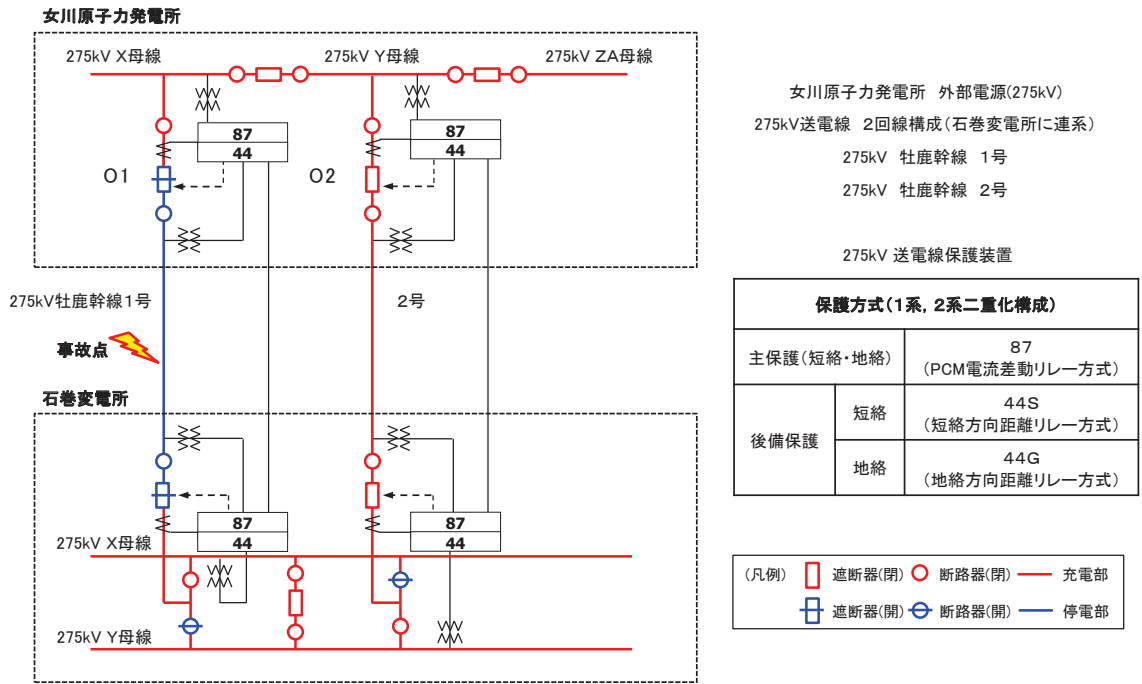 女川原子力発電所
275kV X母線
275kV Y母線
275kV ZA母線
87
44
87
44
O1
O2
275kV牡鹿幹線1号
2号
事故点
石巻変電所
87
44
87
44
275kV X母線
275kV Y母線
女川原子力発電所 外部電源(275kV)
275kV送電線 2回線構成(石巻変電所に連系)
275kV 牡鹿幹線 1号
275kV 牡鹿幹線 2号
275kV 送電線保護装置
保護方式(1系, 2系二重化構成)
主保護(短絡・地絡)
87
(PCM電流差動リレー方式)
後備保護
短絡
44S
(短絡方向距離リレー方式)
地絡
44G
(地絡方向距離リレー方式)
(凡例) 遮断器(閉) 断路器(閉) 充電部
遮断器(開) 断路器(開) 停電部